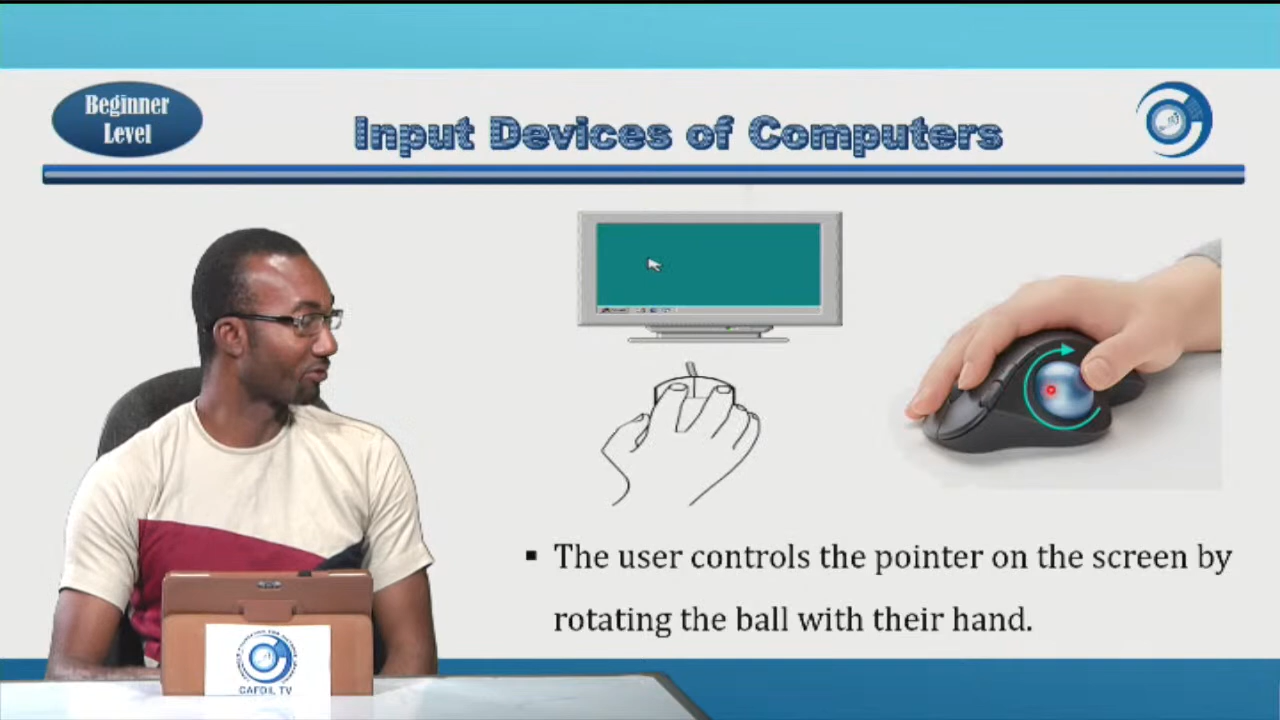 Beginner
Level
Input Devices of Computers
▪ The user controls the pointer on the screen by
rotating the ball with their hand.
CAFDIL TV